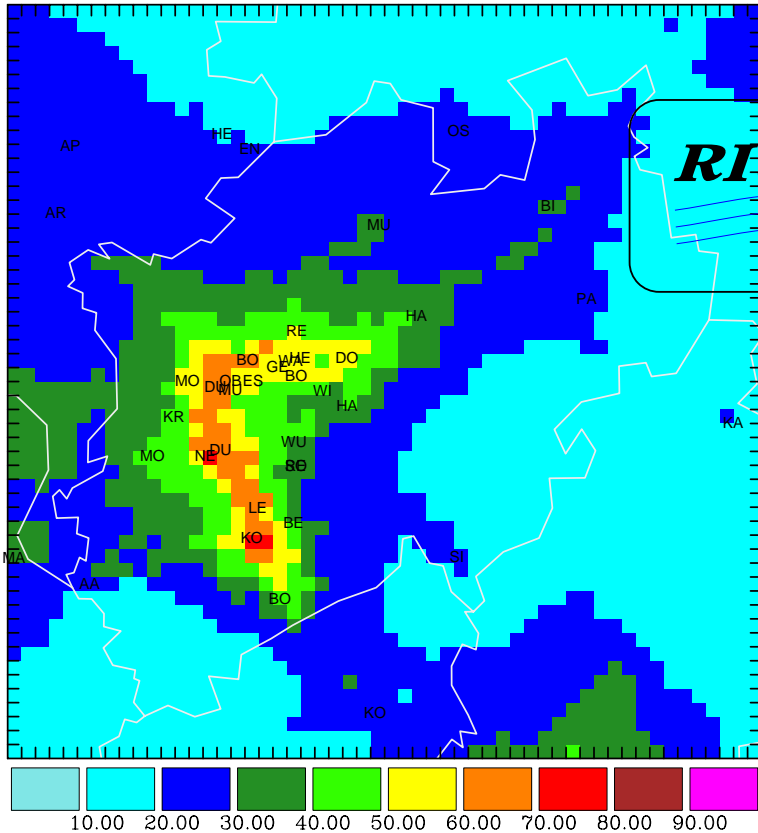 HE
EN
OS
AP
RI
AR
BI
MU
PA
HA
RE
BO
HE
DO
GE
BO
MO
DU
MU
WI
HA
KR
KA
WU
DU
MO
NE
LE
BE
KO
MA
SI
AA
BO
KO
10.00 20.00 30.00 40.00 50.00 60.00 70.00 80.00 90.00